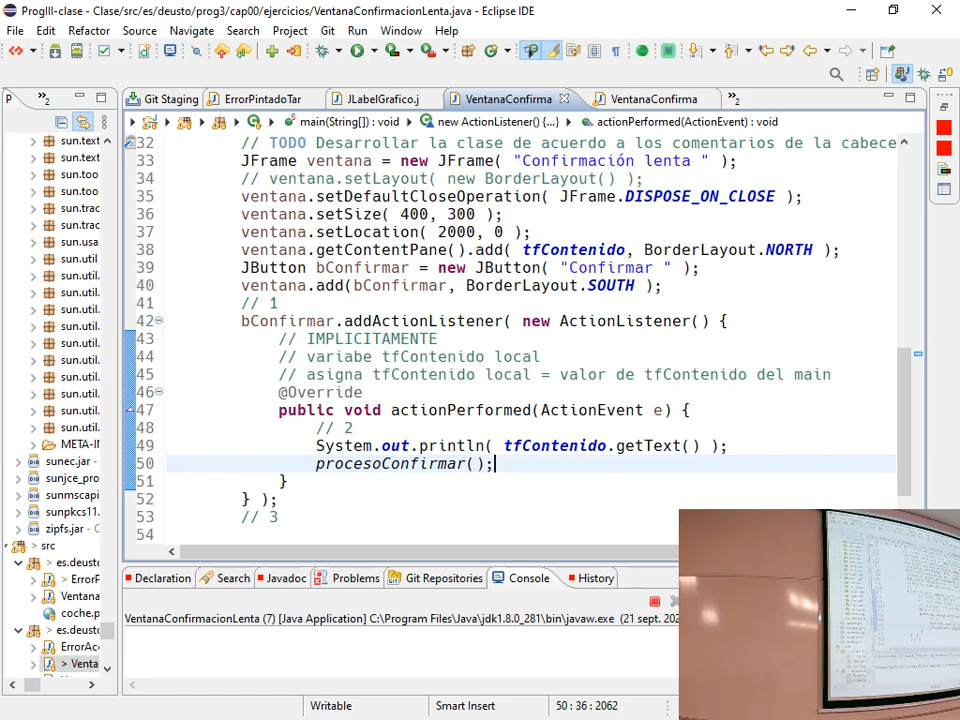 ProgIII-clase - Clase/src/es/deusto/prog3/cap00/ejercicios/VentanaConfirmacionLenta.java - Eclipse IDE
File Edit Refactor Source Navigate Search Project Git Run Window Help
P »2 Git Staging ErrorPintadoTar JLabelGrafico.j VentanaConfirma VentanaConfirma »2
main(String[]) : void new ActionListener() {...} actionPerformed(ActionEvent) : void
sun.text
sun.text
sun.too
sun.too
sun.trac
sun.trac
sun.usa
sun.util
sun.util
sun.util.
sun.util.
sun.util.
sun.util.
sun.util.
sun.util.
sun.util.
sun.util.
sun.util.
META-IN
sunec.jar
sunjce_pro
sunmscapi
sunpkcs11.
zipfs.jar
src
es.deusto
ErrorP
Ventana
coche.p
es.deusto
ErrorAc
Venta
32 // TODO Desarrollar la clase de acuerdo a los comentarios de la cabece
33 JFrame ventana = new JFrame( "Confirmación lenta " );
34 // ventana.setLayout( new BorderLayout() );
35 ventana.setDefaultCloseOperation( JFrame.DISPOSE_ON_CLOSE );
36 ventana.setSize( 400, 300 );
37 ventana.setLocation( 2000, 0 );
38 ventana.getContentPane().add( tfContenido, BorderLayout.NORTH );
39 JButton bConfirmar = new JButton( "Confirmar " );
40 ventana.add(bConfirmar, BorderLayout.SOUTH );
41 // 1
42 bConfirmar.addActionListener( new ActionListener() {
43 // IMPLICITAMENTE
44 // variabe tfContenido local
45 // asigna tfContenido local = valor de tfContenido del main
46 @Override
47 public void actionPerformed(ActionEvent e) {
48 // 2
49 System.out.println( tfContenido.getText() );
50 procesoConfirmar();
51 }
52 } );
53 // 3
54
Declaration Search Javadoc Problems Git Repositories Console History
VentanaConfirmacionLenta (7) [Java Application] C:\Program Files\Java\jdk1.8.0_281\bin\javaw.exe (21 sept. 202
Writable Smart Insert 50 : 36 : 2062